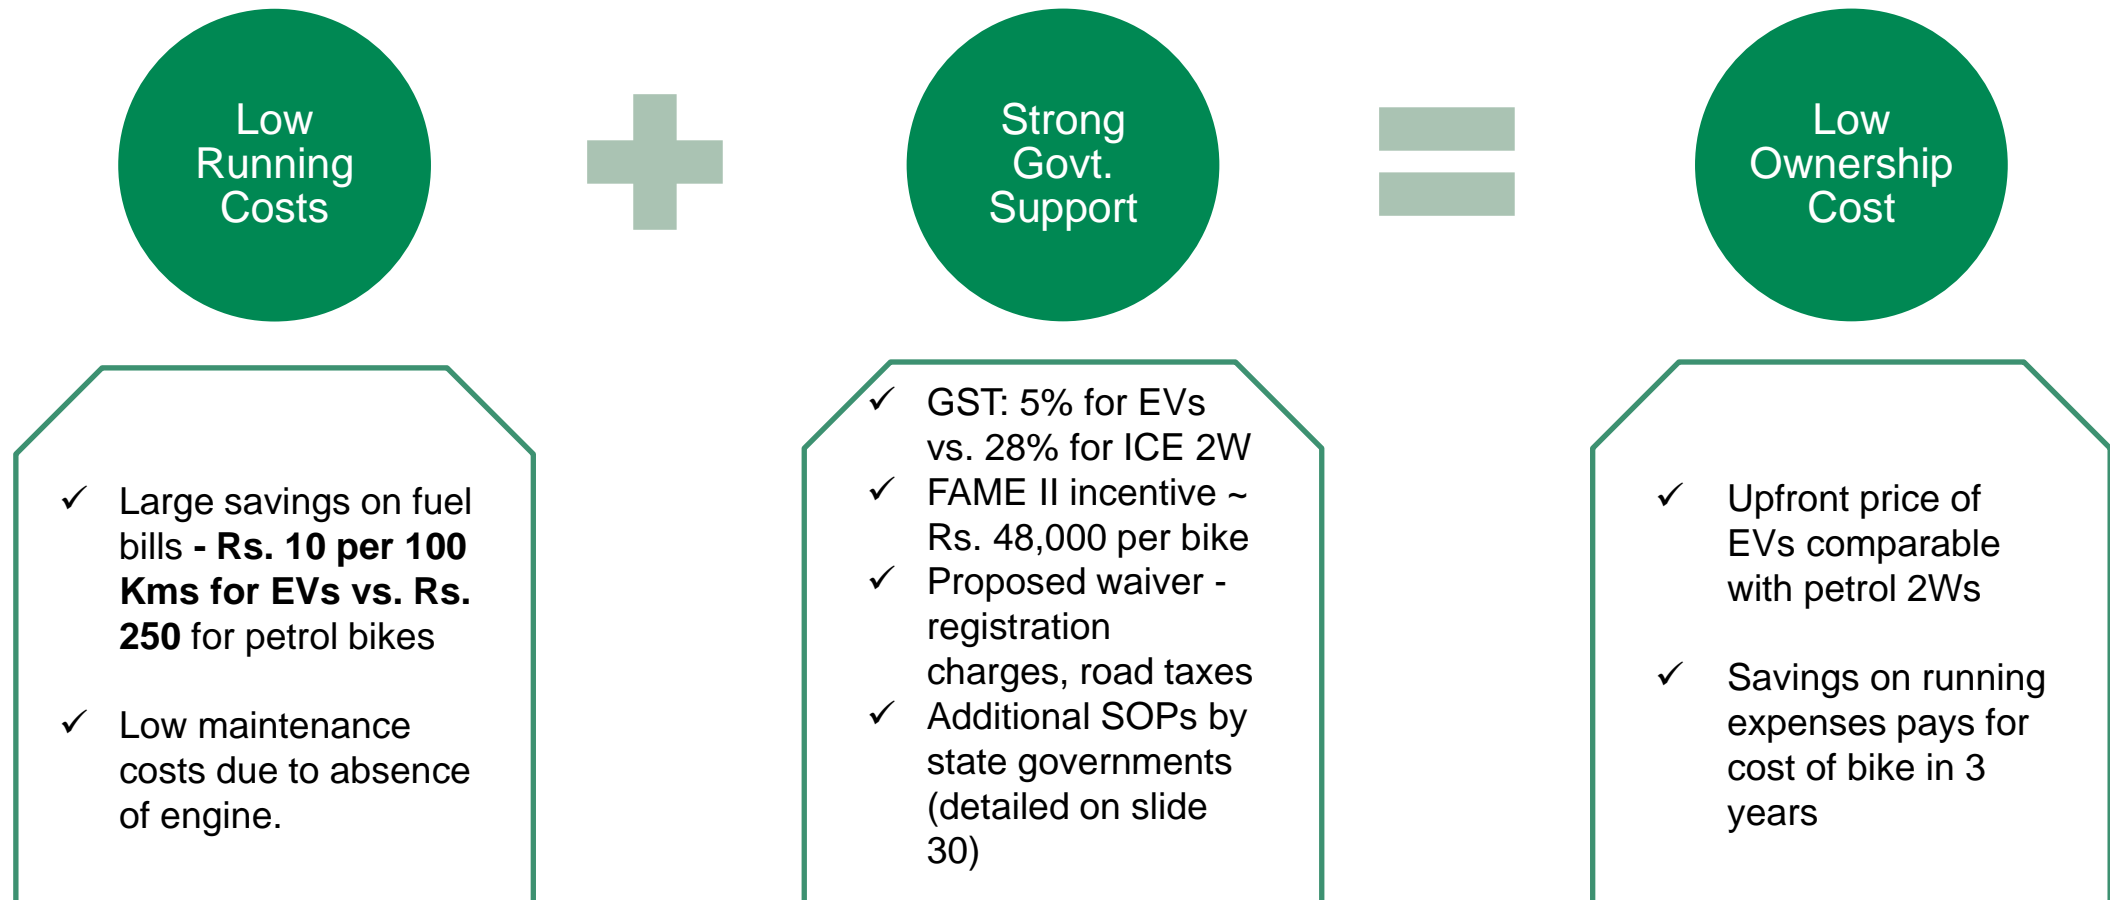 Low
Running
Costs
Strong
Govt.
Support
Low
Ownership
Cost
✓ Large savings on fuel
bills - Rs. 10 per 100
Kms for EVs vs. Rs.
250 for petrol bikes
✓ Low maintenance
costs due to absence
of engine.
✓ GST: 5% for EVs
vs. 28% for ICE 2W
✓ FAME II incentive ~
Rs. 48,000 per bike
✓ Proposed waiver -
registration
charges, road taxes
✓ Additional SOPs by
state governments
(detailed on slide
30)
✓ Upfront price of
EVs comparable
with petrol 2Ws
✓ Savings on running
expenses pays for
cost of bike in 3
years